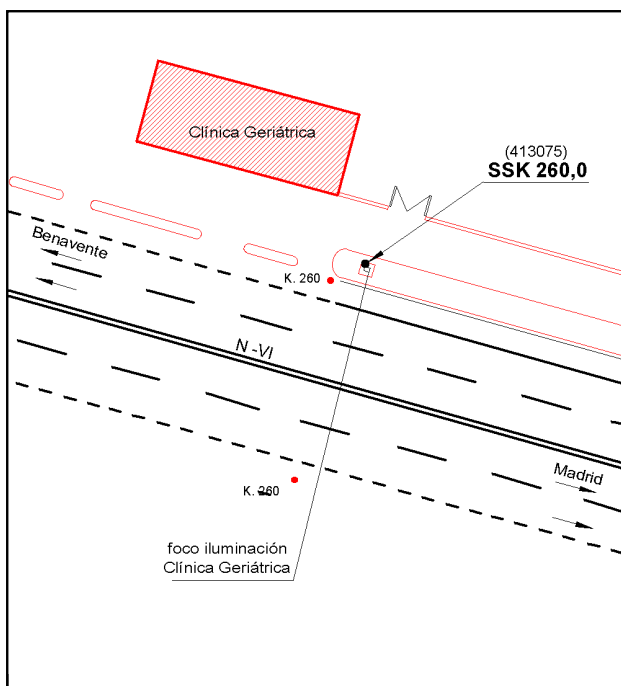 Clínica Geriátrica
(413075)
SSK 260,0
Benavente
K. 260
N -VI
Madrid
K. 260
foco iluminación
Clínica Geriátrica